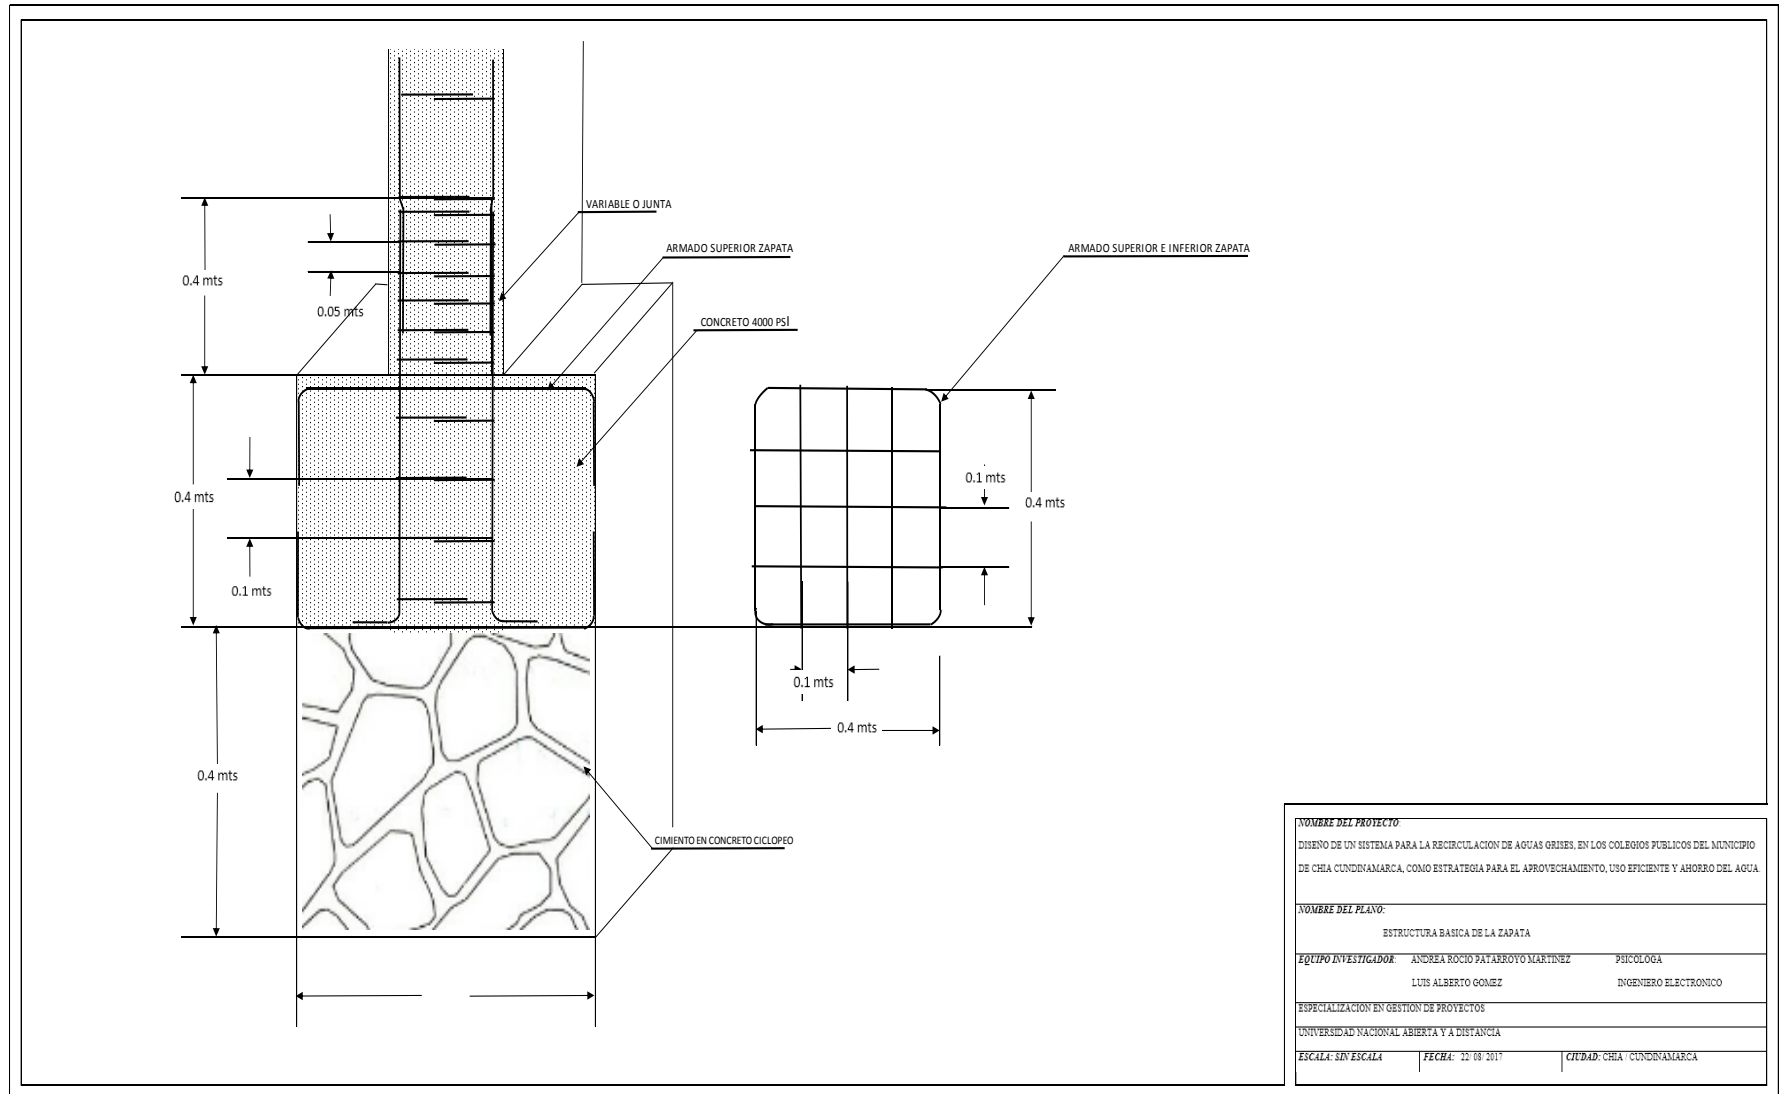 VARIABLE O JUNTA
ARMADO SUPERIOR ZAPATA
ARMADO SUPERIOR E INFERIOR ZAPATA
0.4 mts
0.05 mts
CONCRETO 4000 PSI
0.4 mts
0.1 mts
0.4 mts
0.1 mts
0.1 mts
0.4 mts
0.4 mts
CIMIENTO EN CONCRETO CICLOPEO
NOMBRE DEL PROYECTO:
DISEÑO DE UN SISTEMA PARA LA RECIRCULACION DE AGUAS GRISES, EN LOS COLEGIOS PUBLICOS DEL MUNICIPIO
DE CHIA CUNDINAMARCA, COMO ESTRATEGIA PARA EL APROVECHAMIENTO, USO EFICIENTE Y AHORRO DEL AGUA.
NOMBRE DEL PLANO:
ESTRUCTURA BASICA DE LA ZAPATA
EQUIPO INVESTIGADOR: ANDREA ROCIO PATARROYO MARTINEZ PSICOLOGA
LUIS ALBERTO GOMEZ INGENIERO ELECTRONICO
ESPECIALIZACION EN GESTION DE PROYECTOS
UNIVERSIDAD NACIONAL ABIERTA Y A DISTANCIA
ESCALA: SIN ESCALA FECHA: 22/08/2017 CIUDAD: CHIA / CUNDINAMARCA